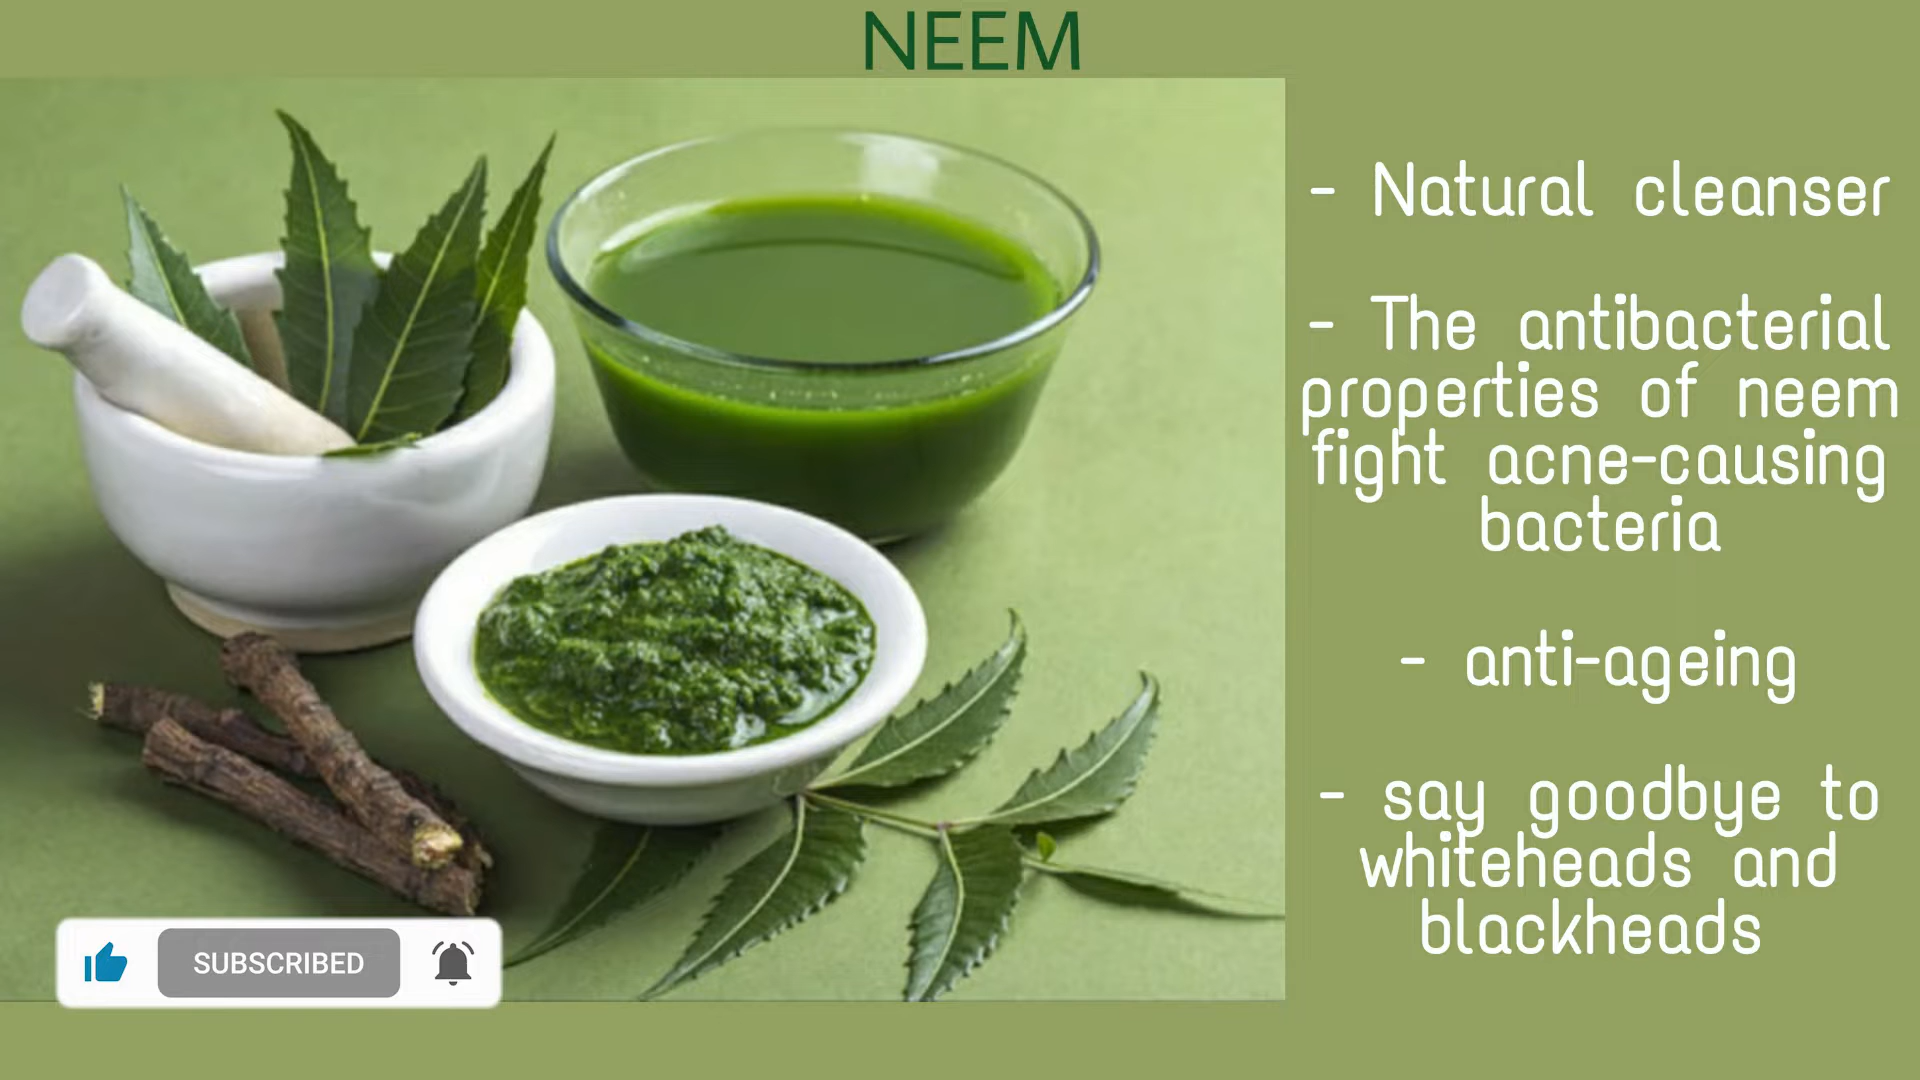 NEEM
- Natural cleanser
- The antibacterial
properties of neem
fight acne-causing
bacteria
- anti-ageing
- say goodbye to
whiteheads and
blackheads
SUBSCRIBED